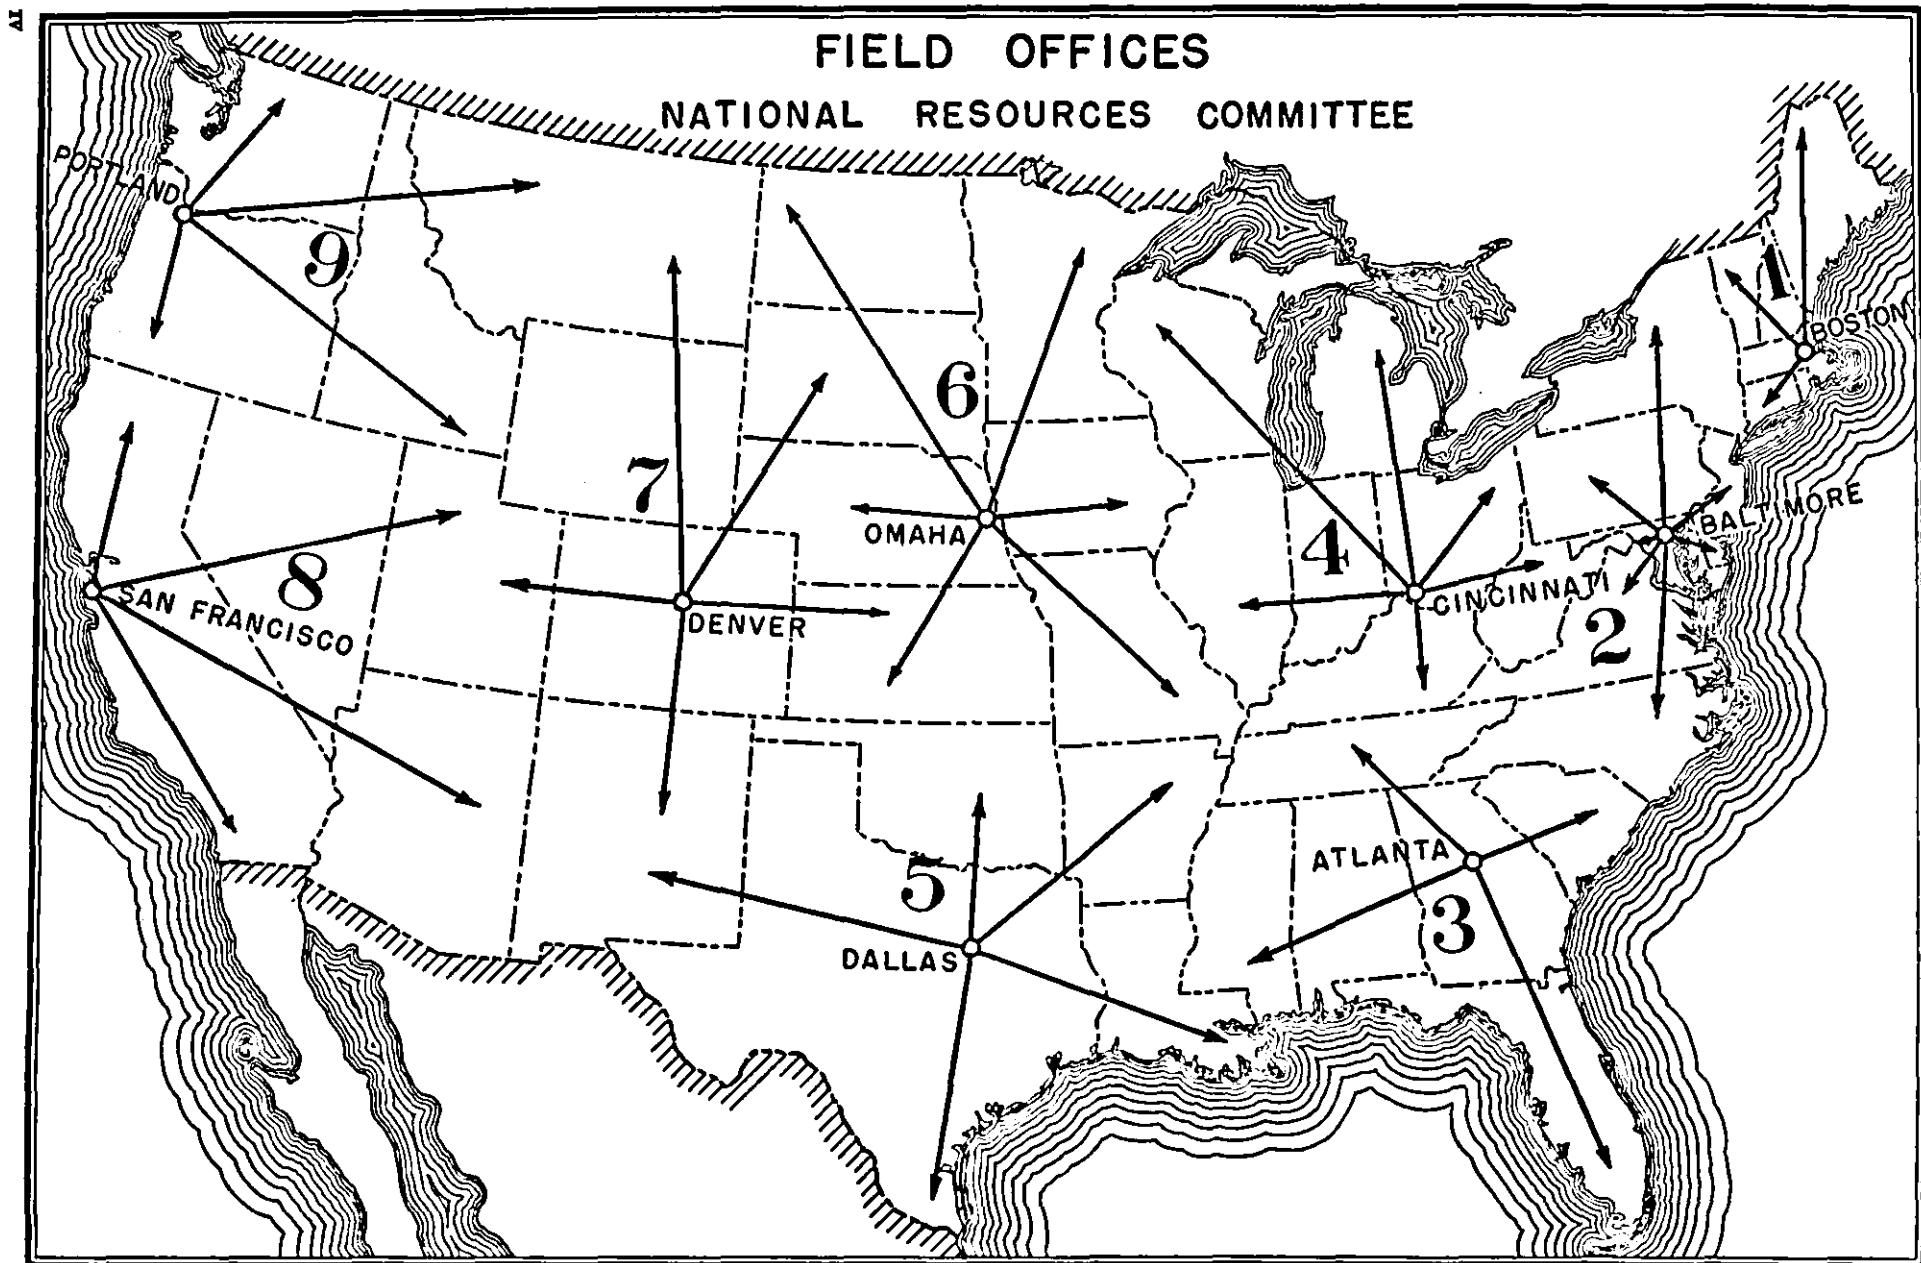 IV
FIELD OFFICES
NATIONAL RESOURCES COMMITTEE
PORTLAND
9
1
BOSTON
6
7
OMAHA
BALTIMORE
4
8
SAN FRANCISCO
DENVER
CINCINNATI
2
5
ATLANTA
3
DALLAS